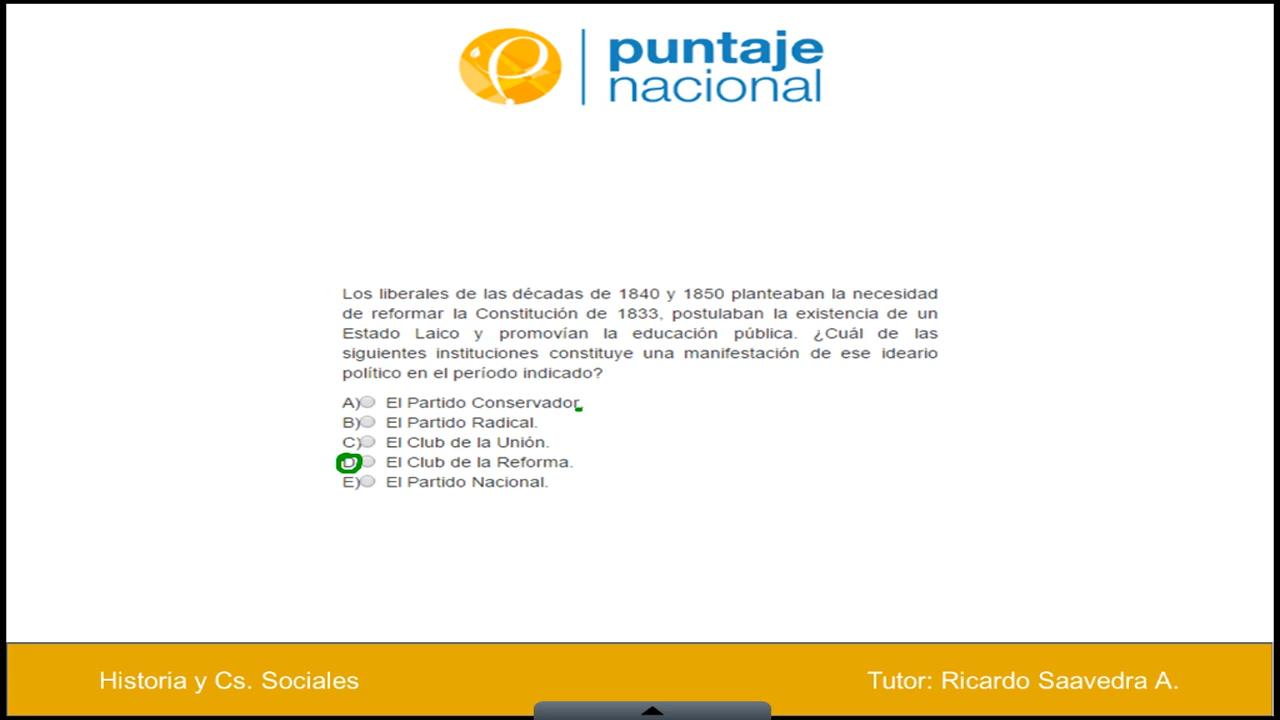 puntaje
nacional
Los liberales de las décadas de 1840 y 1850 planteaban la necesidad
de reformar la Constitución de 1833, postulaban la existencia de un
Estado Laico y promovían la educación pública. ¿Cuál de las
siguientes instituciones constituye una manifestación de ese ideario
político en el período indicado?
A) El Partido Conservador.
B) El Partido Radical.
C) El Club de la Unión.
D) El Club de la Reforma.
E) El Partido Nacional.
Historia y Cs. Sociales
Tutor: Ricardo Saavedra A.